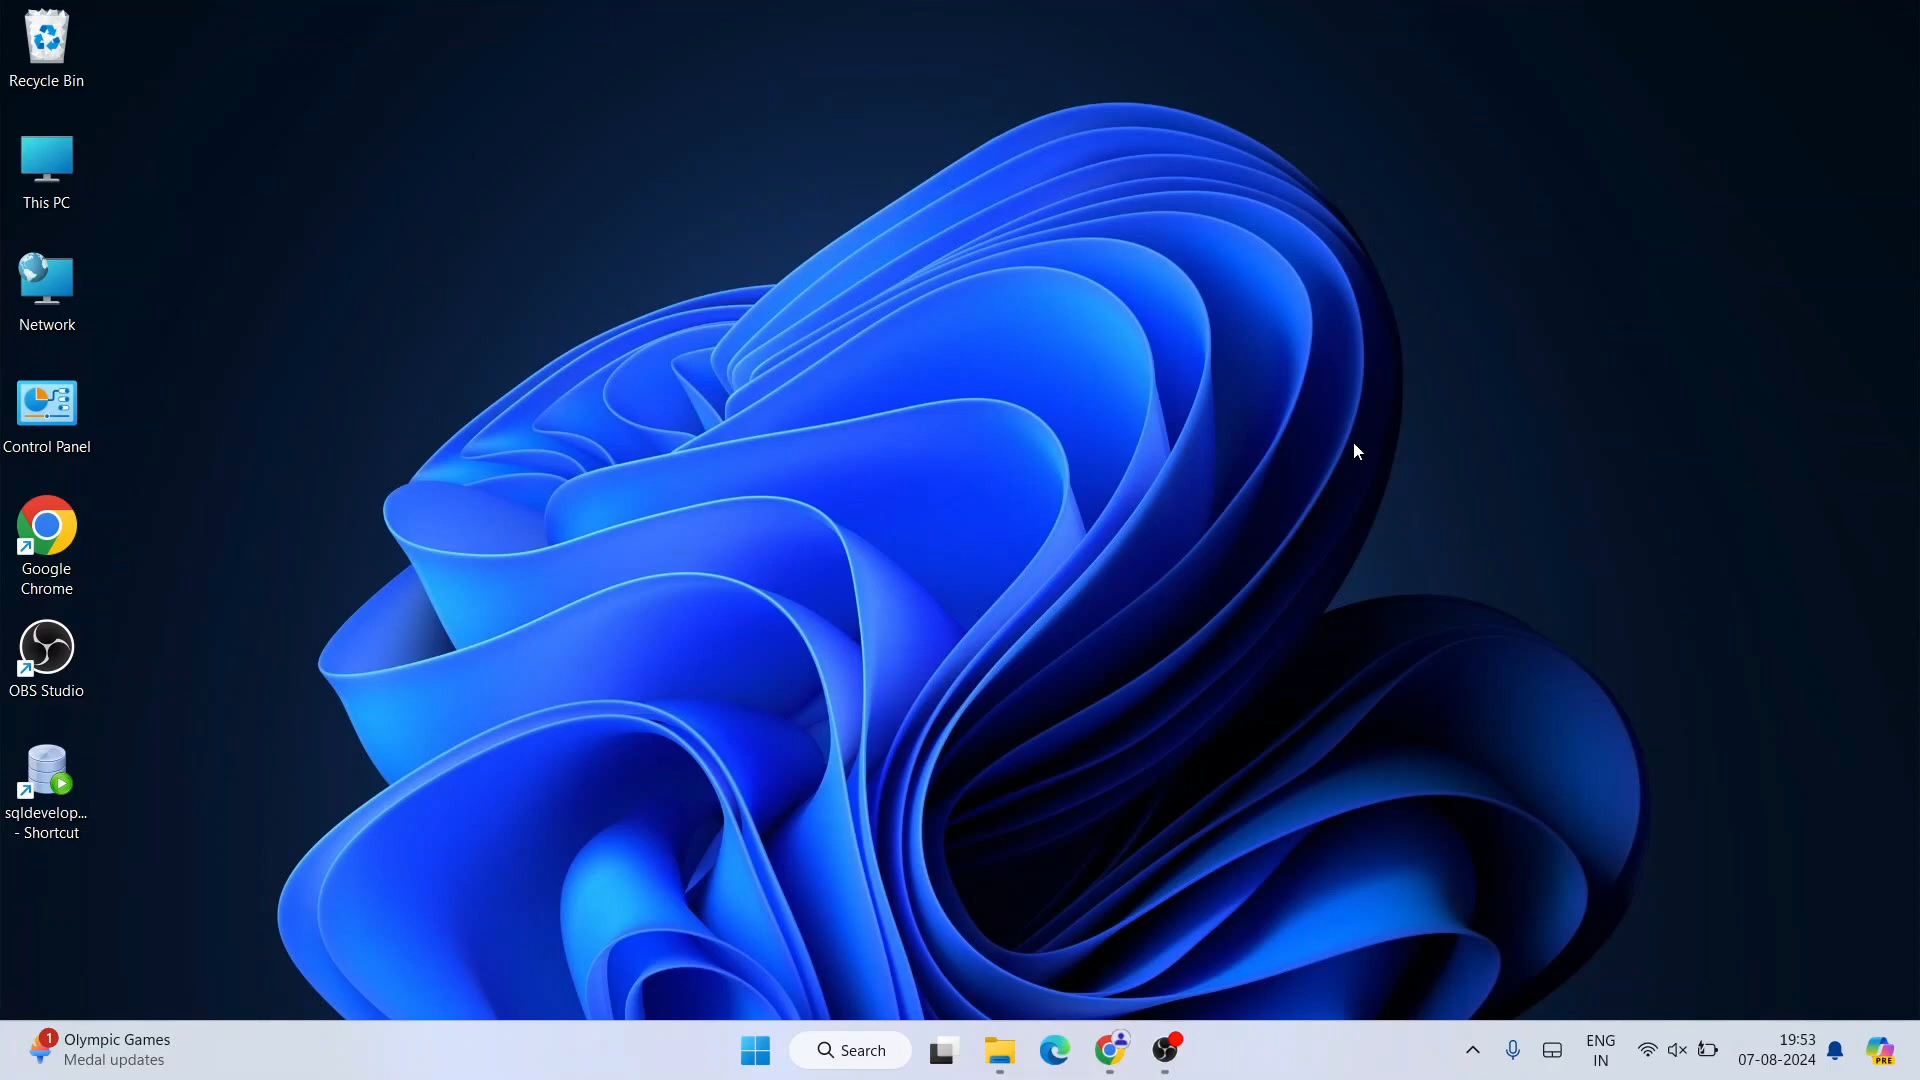 Recycle Bin
This PC
Network
Control Panel
Google
Chrome
OBS Studio
sqldevelop...
- Shortcut
1
Olympic Games
Medal updates
Search
ENG
IN
19:53
07-08-2024
PRE